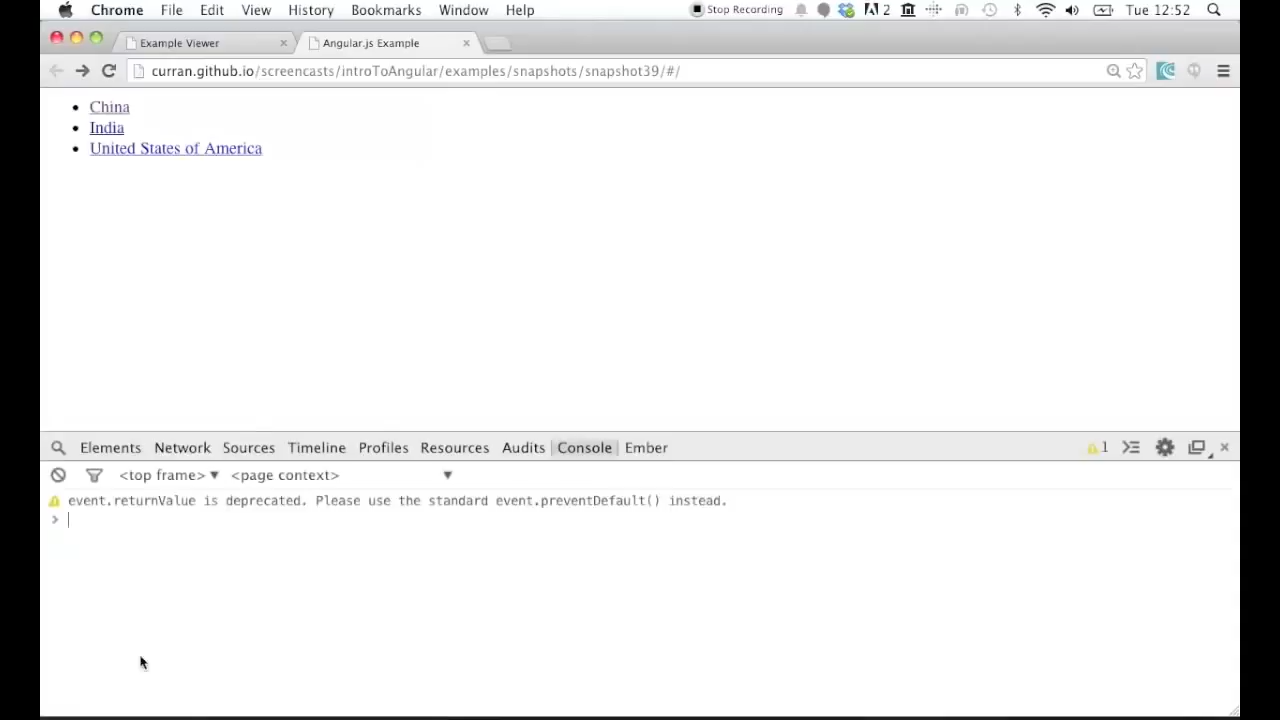 Chrome File Edit View History Bookmarks Window Help Stop Recording 2 Tue 12:52
Example Viewer Angular.js Example
curran.github.io/screencasts/introToAngular/examples/snapshots/snapshot39/#/
China
India
United States of America
Elements Network Sources Timeline Profiles Resources Audits Console Ember 1
<top frame> <page context>
event.returnValue is deprecated. Please use the standard event.preventDefault() instead.